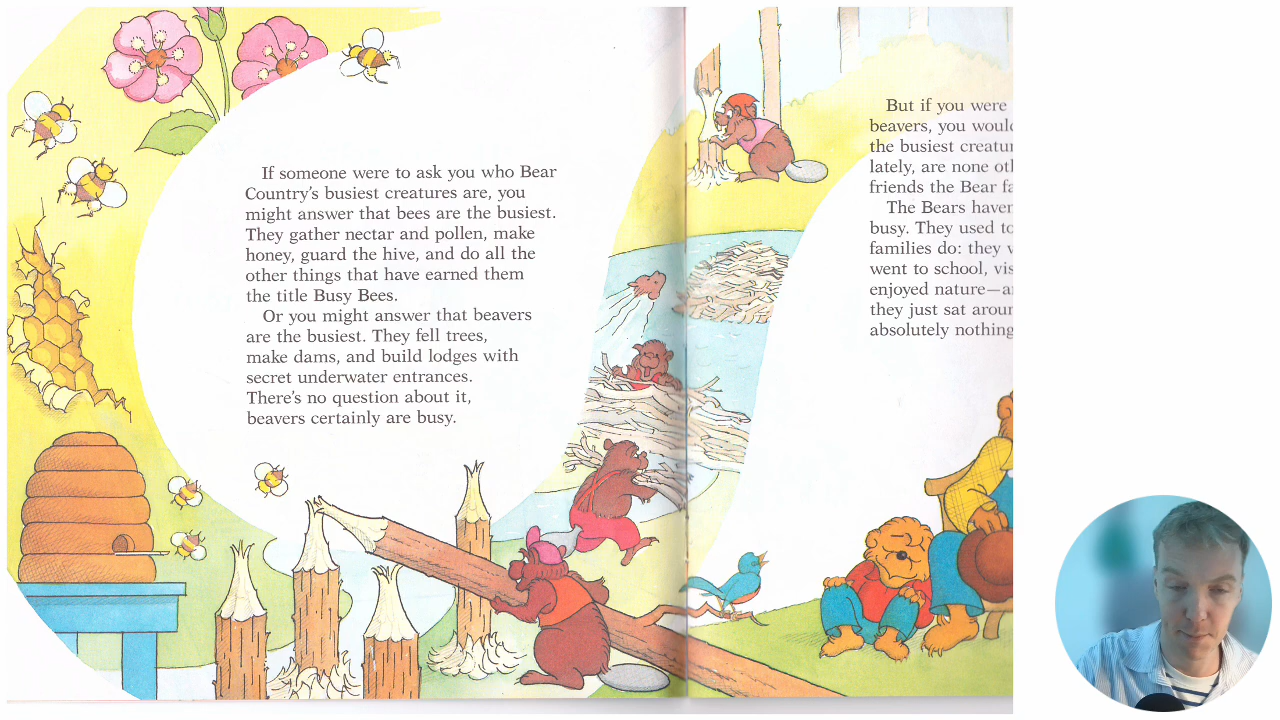 If someone were to ask you who Bear
Country's busiest creatures are, you
might answer that bees are the busiest.
They gather nectar and pollen, make
honey, guard the hive, and do all the
other things that have earned them
the title Busy Bees.
Or you might answer that beavers
are the busiest. They fell trees,
make dams, and build lodges with
secret underwater entrances.
There's no question about it,
beavers certainly are busy.
But if you were
beavers, you would
the busiest
lately, are none
friends the Bear
The Bears
busy. They used to
families do: they
went to school,
enjoyed nature—
they just sat
absolutely nothing